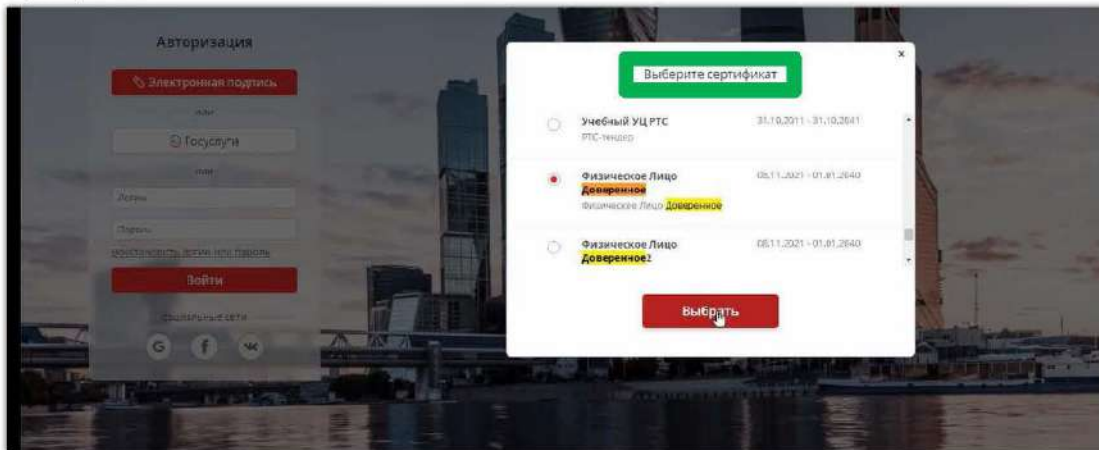 Авторизация
Электронная подпись
или
Госуслуги
или
Логин
Пароль
Восстановить логин или пароль
Войти
социальные сети
G f
Выберите сертификат
×
Учебный УЦ РТС
31.10.2011 - 31.10.2041
РТС-тендер
Физическое Лицо
08.11.2021 - 01.01.2040
Доверенное
Физическое Лицо Доверенное
Физическое Лицо
08.11.2021 - 01.01.2040
Доверенное2
Выбрать